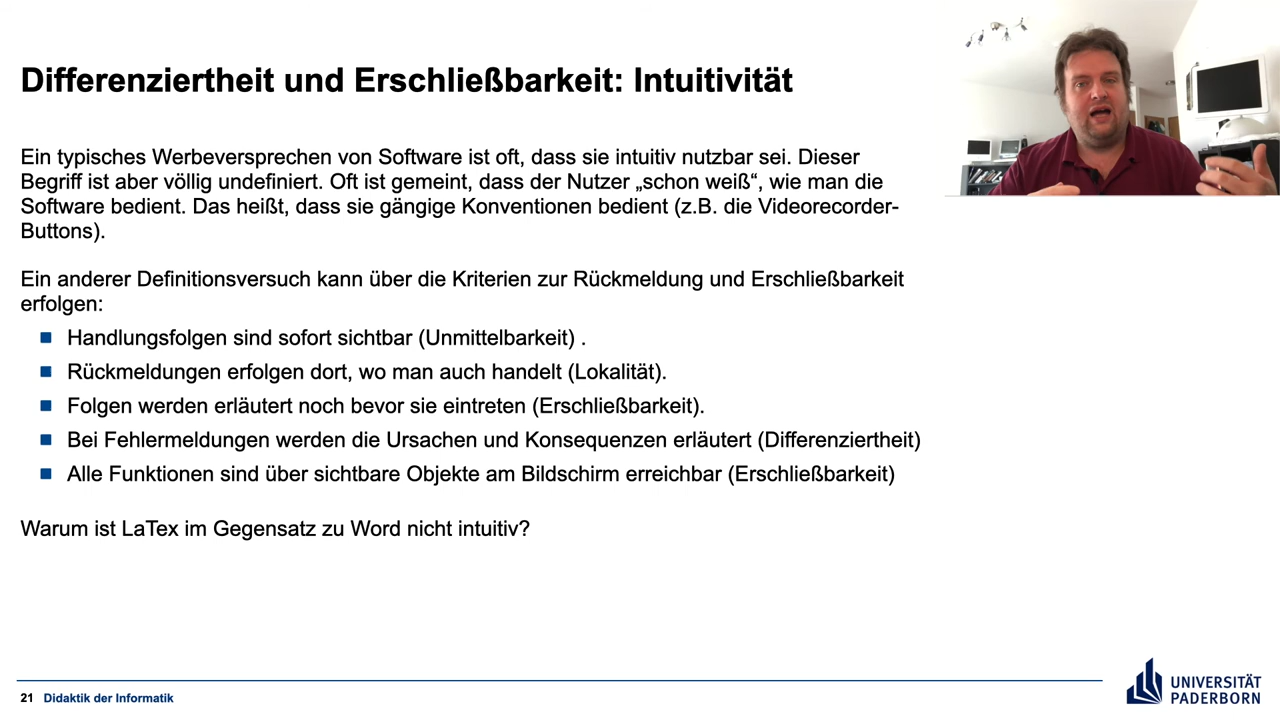 Differenziertheit und Erschließbarkeit: Intuitivität
Ein typisches Werbeversprechen von Software ist oft, dass sie intuitiv nutzbar sei. Dieser
Begriff ist aber völlig undefiniert. Oft ist gemeint, dass der Nutzer „schon weiß“, wie man die
Software bedient. Das heißt, dass sie gängige Konventionen bedient (z.B. die Videorecorder-
Buttons).
Ein anderer Definitionsversuch kann über die Kriterien zur Rückmeldung und Erschließbarkeit
erfolgen:
Handlungsfolgen sind sofort sichtbar (Unmittelbarkeit) .
Rückmeldungen erfolgen dort, wo man auch handelt (Lokalität).
Folgen werden erläutert noch bevor sie eintreten (Erschließbarkeit).
Bei Fehlermeldungen werden die Ursachen und Konsequenzen erläutert (Differenziertheit)
Alle Funktionen sind über sichtbare Objekte am Bildschirm erreichbar (Erschließbarkeit)
Warum ist LaTex im Gegensatz zu Word nicht intuitiv?
21 Didaktik der Informatik
UNIVERSITÄT
PADERBORN